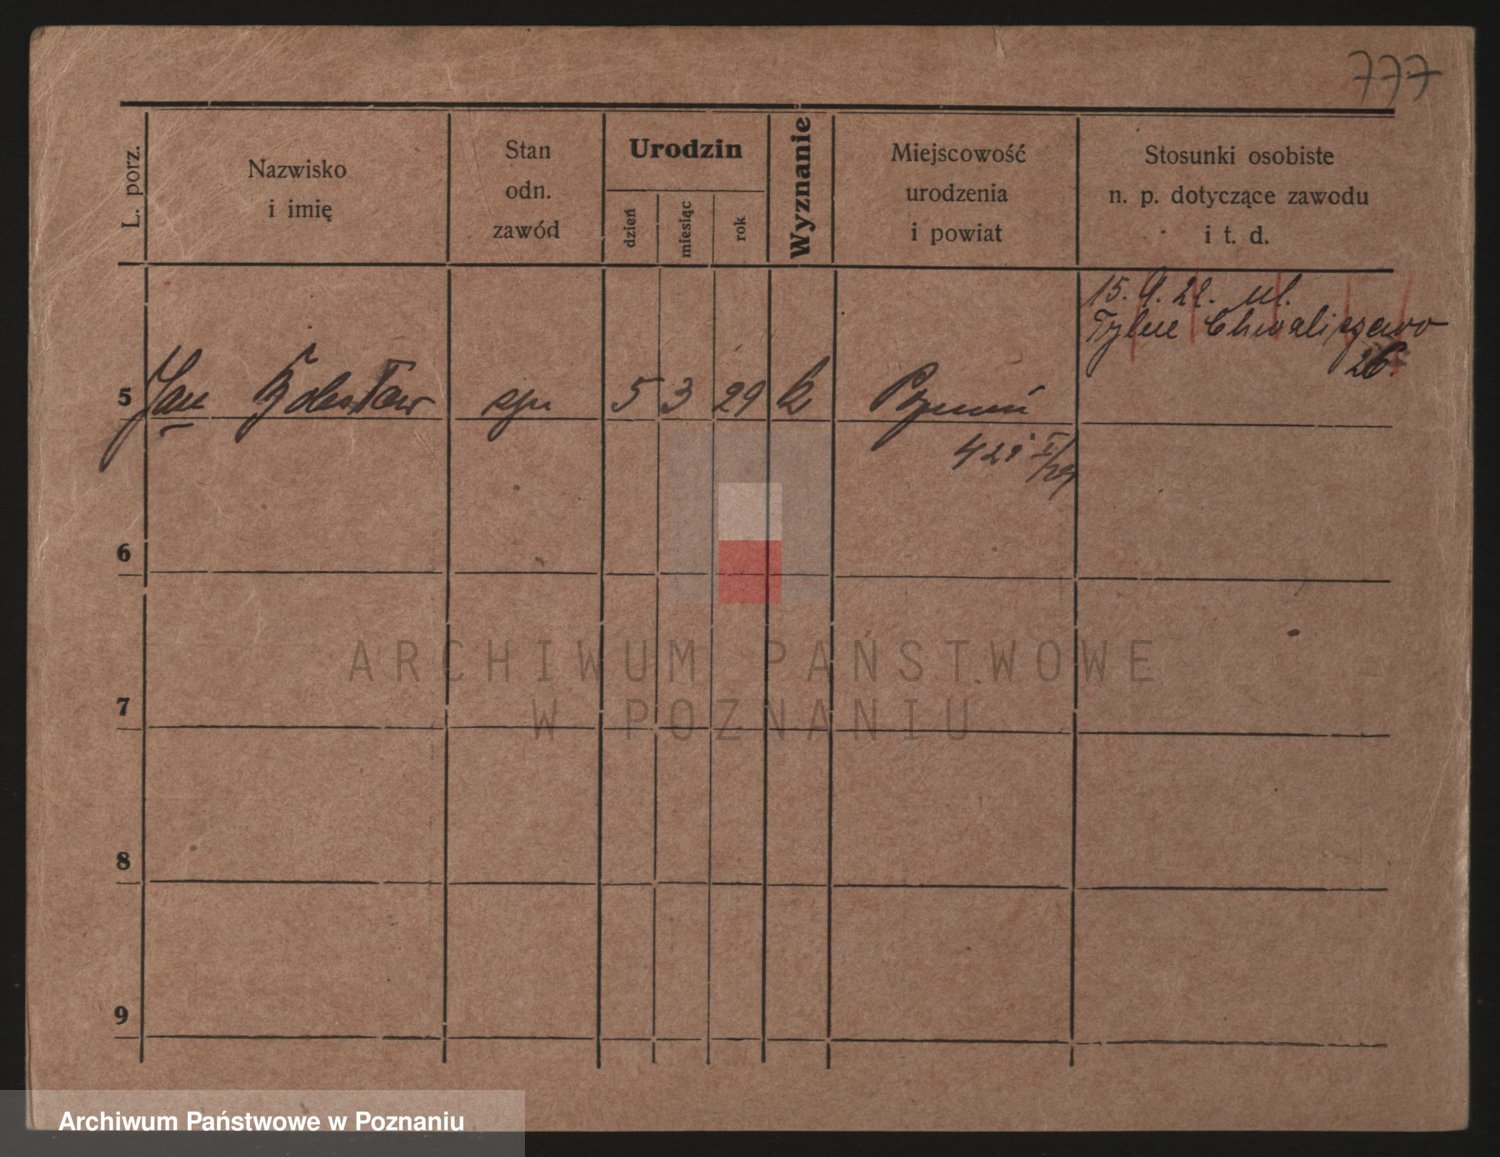 777
L. porz.
Nazwisko
i imię
Stan
odn.
zawód
Urodzin
dzień
miesiąc
rok
Wyznanie
Miejscowość
urodzenia
i powiat
Stosunki osobiste
n. p. dotyczące zawodu
i t. d.
15. 9. 22. ul.
Tylne Chwaliszewo
26.
5 Jan syn 5 3 29 k
6
7
8
9
ARCHIWUM PAŃSTWOWE
W POZNANIU
Archiwum Państwowe w Poznaniu